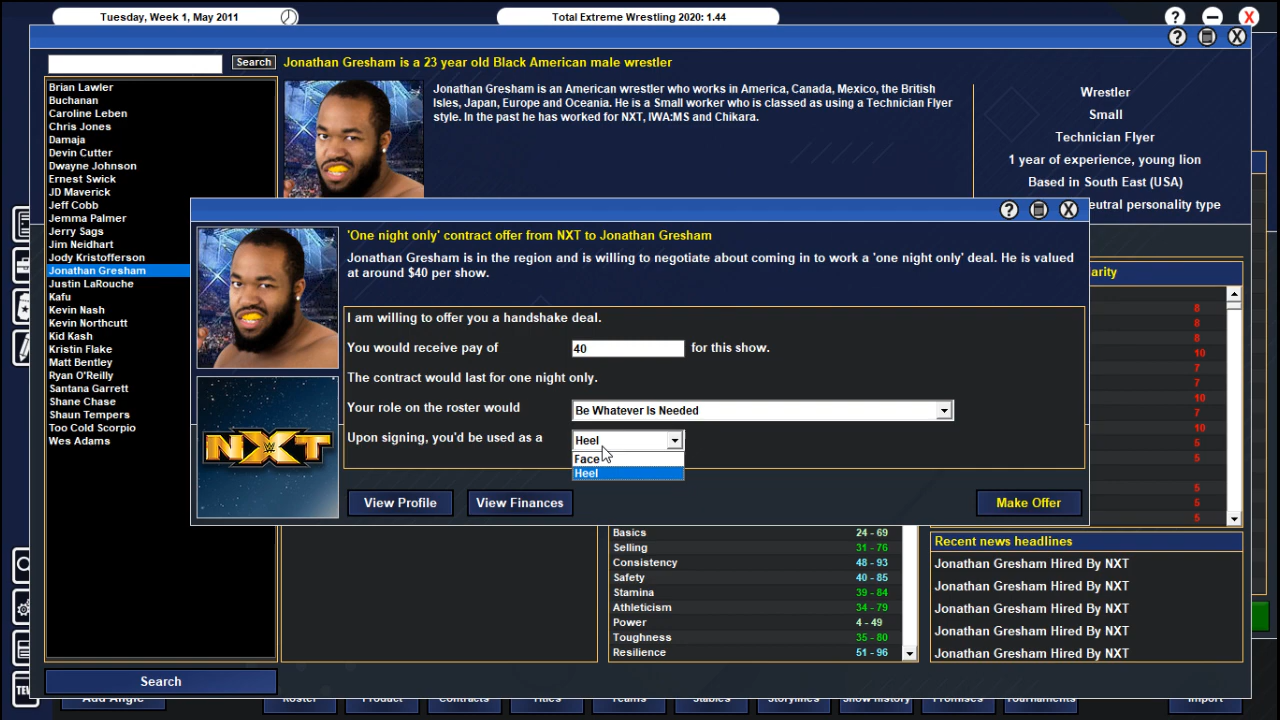 Tuesday, Week 1, May 2011
Total Extreme Wrestling 2020: 1.44
Search
Jonathan Gresham is a 23 year old Black American male wrestler
Brian Lawler
Buchanan
Caroline Leben
Chris Jones
Damaja
Devin Cutter
Dwayne Johnson
Ernest Swick
JD Maverick
Jeff Cobb
Jemma Palmer
Jerry Sags
Jim Neidhart
Jody Kristofferson
Jonathan Gresham
Justin LaRouche
Kafu
Kevin Nash
Kevin Northcutt
Kid Kash
Kristin Flake
Matt Bentley
Ryan O'Reilly
Santana Garrett
Shane Chase
Shaun Tempers
Too Cold Scorpio
Wes Adams
Search
Jonathan Gresham is an American wrestler who works in America, Canada, Mexico, the British
Isles, Japan, Europe and Oceania. He is a Small worker who is classed as using a Technician Flyer
style. In the past he has worked for NXT, IWA:MS and Chikara.
Wrestler
Small
Technician Flyer
1 year of experience, young lion
Based in South East (USA)
eutral personality type
'One night only' contract offer from NXT to Jonathan Gresham
Jonathan Gresham is in the region and is willing to negotiate about coming in to work a 'one night only' deal. He is valued
at around $40 per show.
I am willing to offer you a handshake deal.
You would receive pay of 40 for this show.
The contract would last for one night only.
Your role on the roster would Be Whatever Is Needed
Upon signing, you'd be used as a Heel
Face
Heel
NXT
View Profile
View Finances
Make Offer
arity
8
8
8
10
7
7
10
7
10
5
5
5
5
5
Basics 24 - 69
Selling 31 - 76
Consistency 48 - 93
Safety 40 - 85
Stamina 39 - 84
Athleticism 34 - 79
Power 4 - 49
Toughness 35 - 80
Resilience 51 - 96
Recent news headlines
Jonathan Gresham Hired By NXT
Jonathan Gresham Hired By NXT
Jonathan Gresham Hired By NXT
Jonathan Gresham Hired By NXT
Jonathan Gresham Hired By NXT
Add Angle
Roster
Product
Contracts
Titles
Teams
Stables
Storylines
Show History
Promises
Tournaments
Import